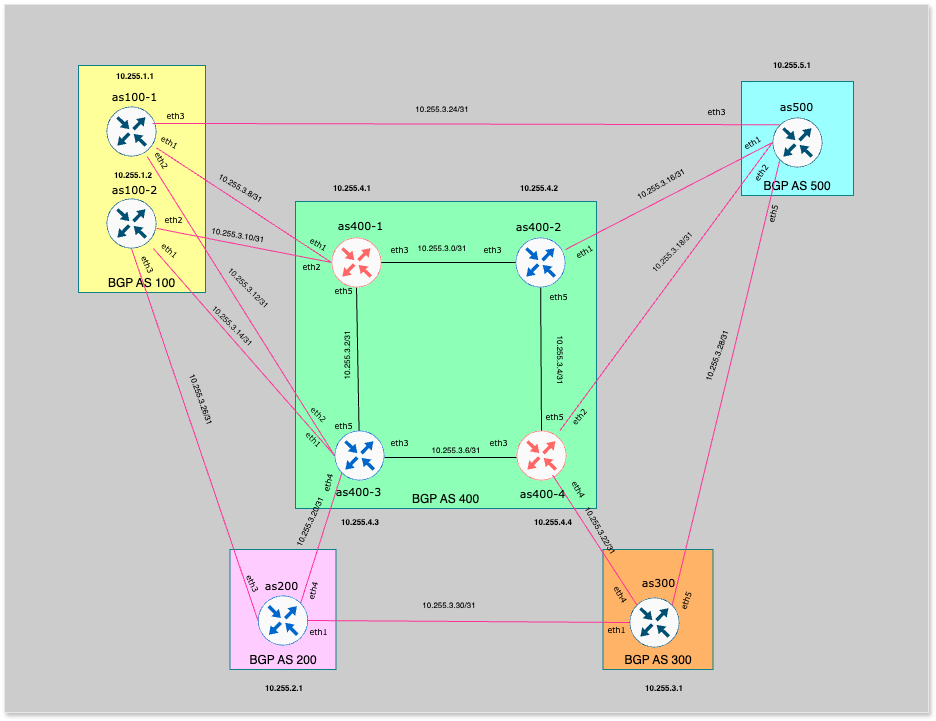 10.255.5.1
10.255.1.1
as100-1
eth3
10.255.3.24/31
eth3
as500
eth1
eth2
eth1
eth2
BGP AS 500
eth5
10.255.1.2
as100-2
eth2
eth1
eth3
BGP AS 100
10.255.3.8/31
10.255.3.10/31
10.255.3.12/31
10.255.3.14/31
10.255.3.16/31
10.255.3.18/31
10.255.4.1
10.255.4.2
as400-1
as400-2
eth1
eth2
eth3
10.255.3.0/31
eth3
eth1
eth5
eth5
10.255.3.2/31
10.255.3.4/31
10.255.3.28/31
10.255.3.26/31
eth2
eth1
eth5
eth5
eth2
eth3
10.255.3.6/31
eth3
eth4
eth4
as400-3
BGP AS 400
as400-4
10.255.4.3
10.255.4.4
10.255.3.20/31
10.255.3.22/31
eth3
as200
eth4
eth1
BGP AS 200
10.255.2.1
10.255.3.30/31
as300
eth4
eth5
eth1
BGP AS 300
10.255.3.1